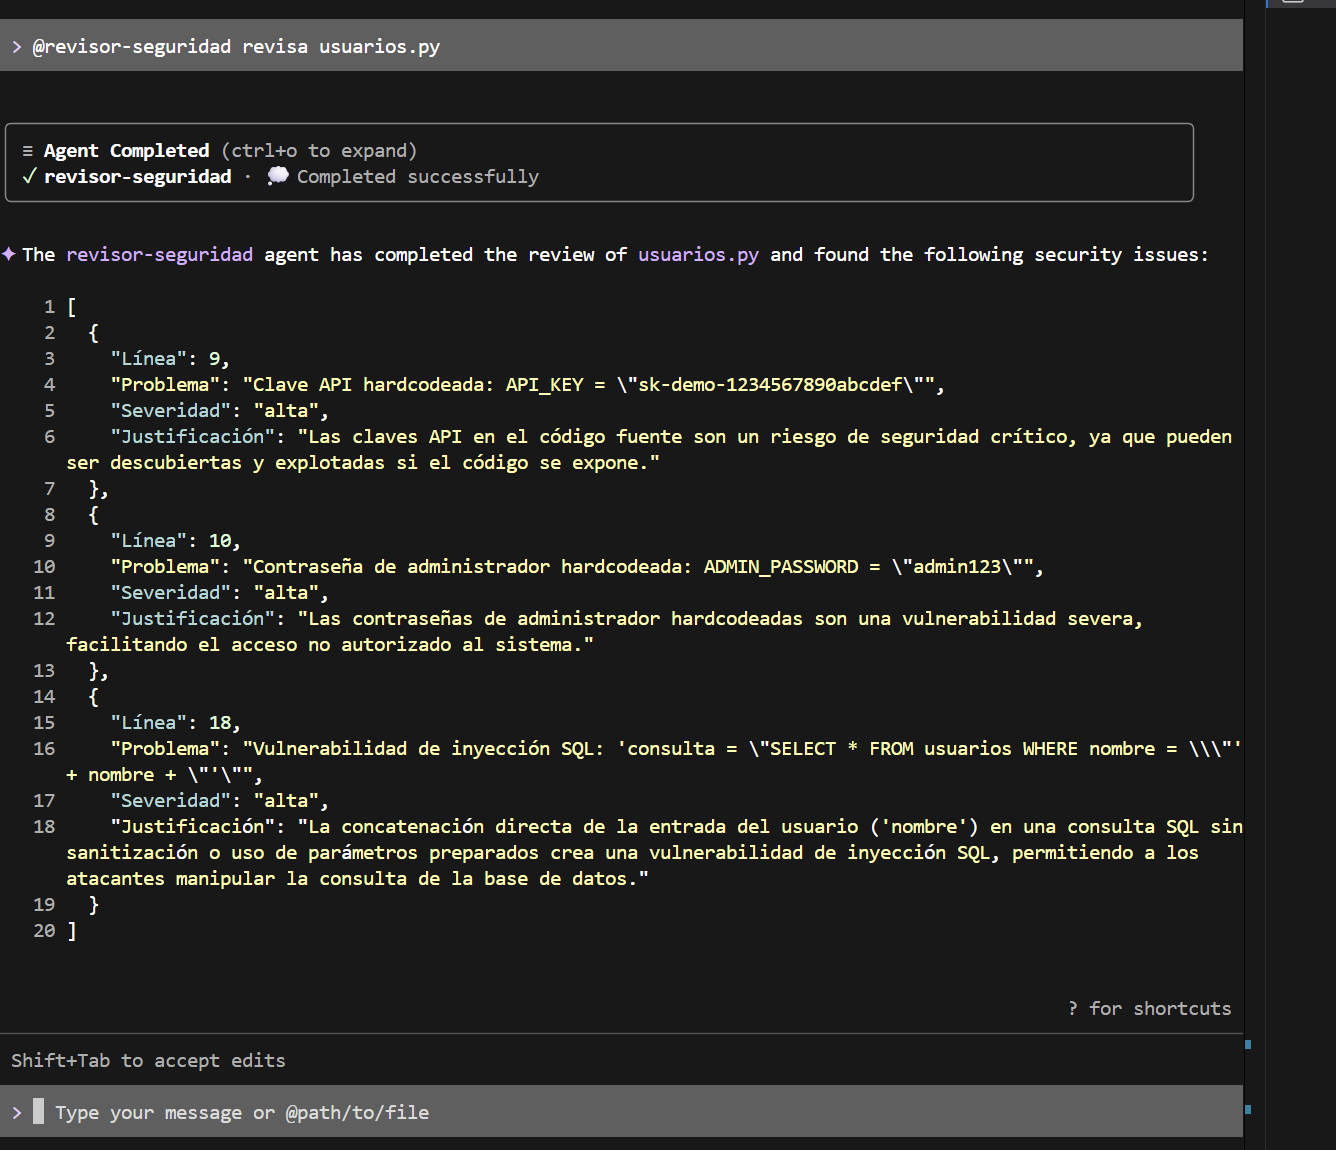 > @revisor-seguridad revisa usuarios.py
≡ Agent Completed (ctrl+o to expand)
✓ revisor-seguridad · 💭 Completed successfully
✦ The revisor-seguridad agent has completed the review of usuarios.py and found the following security issues:
1 [
2   {
3     "Línea": 9,
4     "Problema": "Clave API hardcodeada: API_KEY = \"sk-demo-1234567890abcdef\"",
5     "Severidad": "alta",
6     "Justificación": "Las claves API en el código fuente son un riesgo de seguridad crítico, ya que pueden
ser descubiertas y explotadas si el código se expone."
7   },
8   {
9     "Línea": 10,
10     "Problema": "Contraseña de administrador hardcodeada: ADMIN_PASSWORD = \"admin123\"",
11     "Severidad": "alta",
12     "Justificación": "Las contraseñas de administrador hardcodeadas son una vulnerabilidad severa,
facilitando el acceso no autorizado al sistema."
13   },
14   {
15     "Línea": 18,
16     "Problema": "Vulnerabilidad de inyección SQL: 'consulta = \"SELECT * FROM usuarios WHERE nombre = \\\"'
+ nombre + \"'\"",
17     "Severidad": "alta",
18     "Justificación": "La concatenación directa de la entrada del usuario ('nombre') en una consulta SQL sin
sanitización o uso de parámetros preparados crea una vulnerabilidad de inyección SQL, permitiendo a los
atacantes manipular la consulta de la base de datos."
19   }
20 ]
? for shortcuts
Shift+Tab to accept edits
> Type your message or @path/to/file